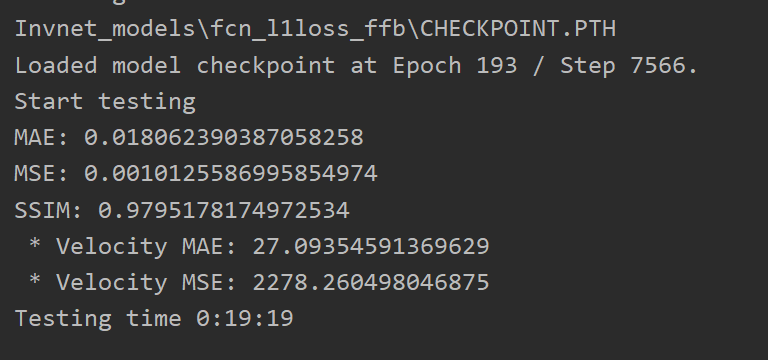 Invnet_models\fcn_l1loss_ffb\CHECKPOINT.PTH
Loaded model checkpoint at Epoch 193 / Step 7566.
Start testing
MAE: 0.018062390387058258
MSE: 0.0010125586995854974
SSIM: 0.9795178174972534
 * Velocity MAE: 27.09354591369629
 * Velocity MSE: 2278.260498046875
Testing time 0:19:19